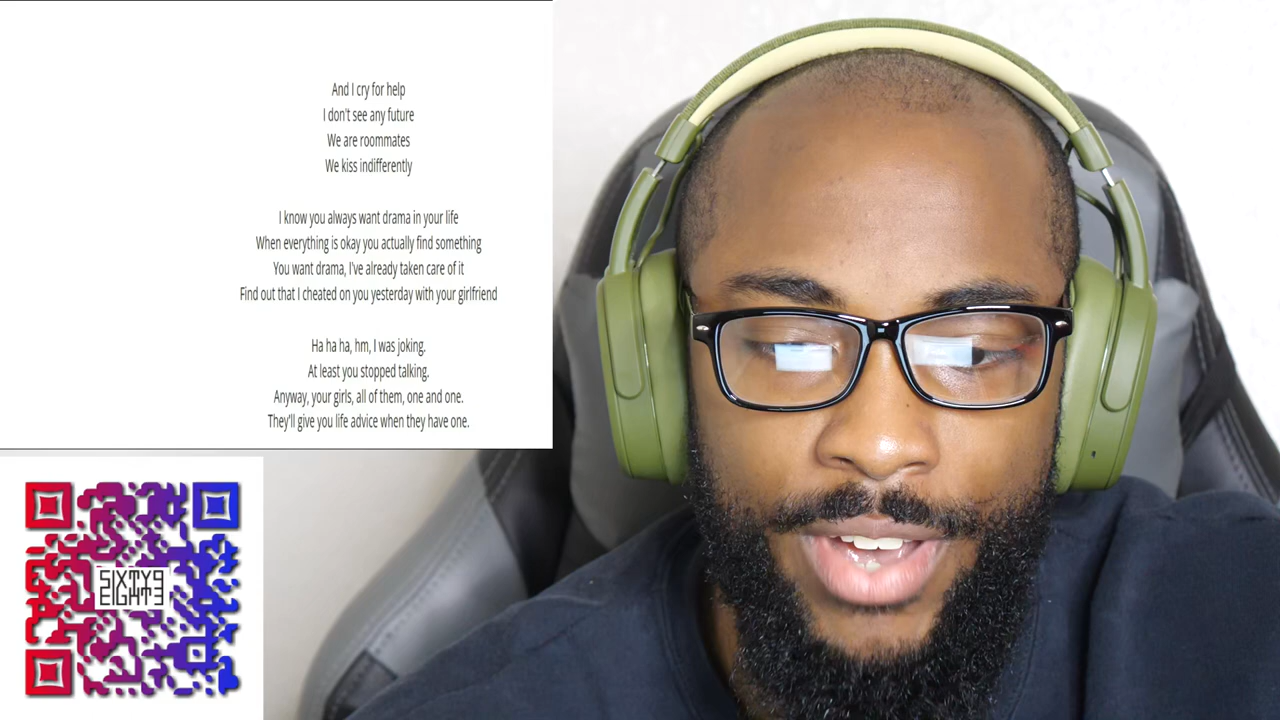 And I cry for help
I don't see any future
We are roommates
We kiss indifferently
I know you always want drama in your life
When everything is okay you actually find something
You want drama, I've already taken care of it
Find out that I cheated on you yesterday with your girlfriend
Ha ha ha, hm, I was joking.
At least you stopped talking.
Anyway, your girls, all of them, one and one.
They'll give you life advice when they have one.
SIXTY9
EIGHT3